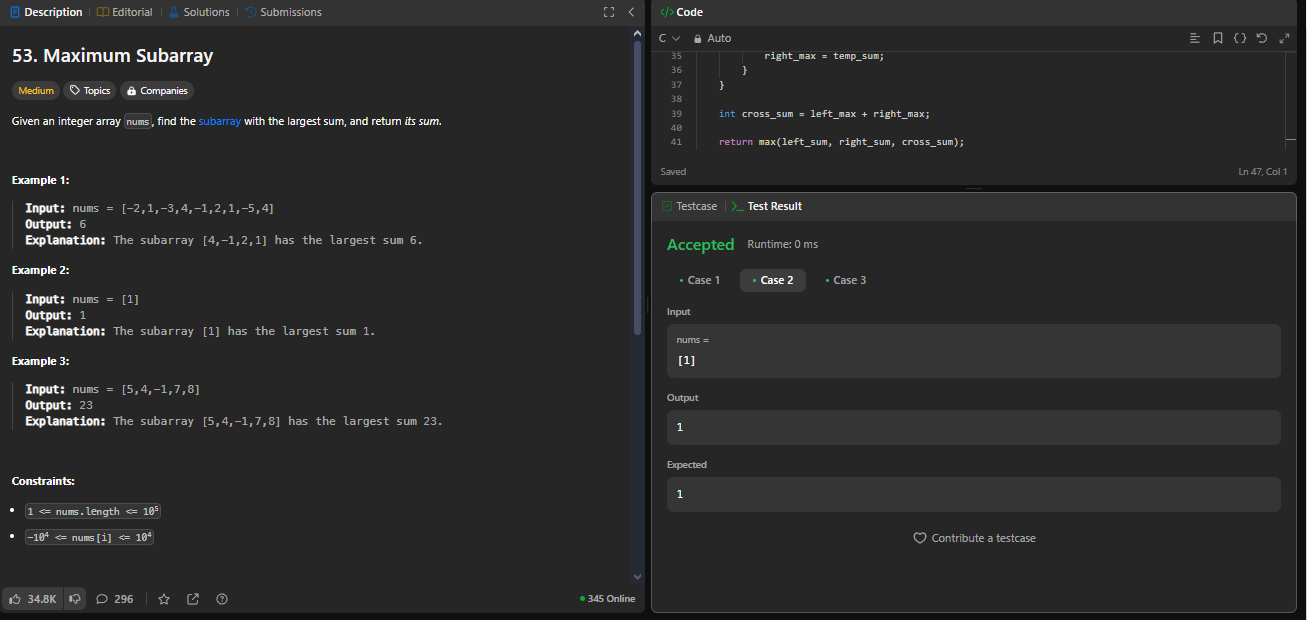 Description | Editorial | Solutions | Submissions
53. Maximum Subarray
Medium Topics Companies
Given an integer array nums, find the subarray with the largest sum, and return its sum.
Example 1:
Input: nums = [-2,1,-3,4,-1,2,1,-5,4]
Output: 6
Explanation: The subarray [4,-1,2,1] has the largest sum 6.
Example 2:
Input: nums = [1]
Output: 1
Explanation: The subarray [1] has the largest sum 1.
Example 3:
Input: nums = [5,4,-1,7,8]
Output: 23
Explanation: The subarray [5,4,-1,7,8] has the largest sum 23.
Constraints:
• 1 <= nums.length <= 10⁵
• -10⁴ <= nums[i] <= 10⁴
34.8K 296 345 Online
</> Code
C Auto
35 right_max = temp_sum;
36 }
37 }
38
39 int cross_sum = left_max + right_max;
40
41 return max(left_sum, right_sum, cross_sum);
Saved Ln 47, Col 1
Testcase | >_ Test Result
Accepted Runtime: 0 ms
• Case 1 • Case 2 • Case 3
Input
nums =
[1]
Output
1
Expected
1
Contribute a testcase